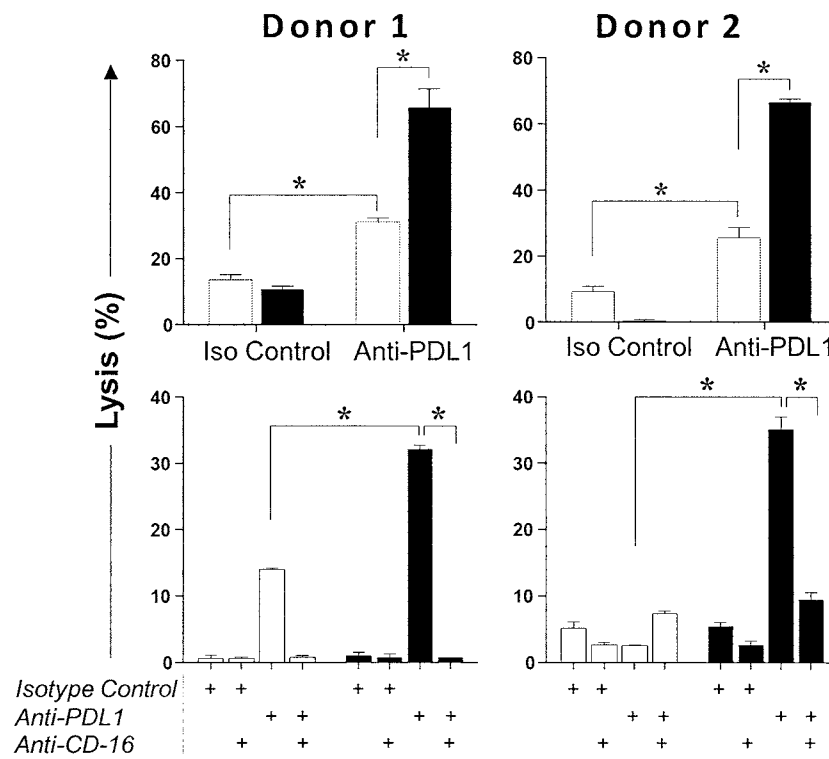 Donor 1 Donor 2
Lysis (%)
80 80
* *
60 60
40 40
* *
20 20
0 0
Iso Control Anti-PDL1 Iso Control Anti-PDL1
40 40
* * * *
30 30
20 20
10 10
0 0
Isotype Control + + + + + + + +
Anti-PDL1 + + + + + + + +
Anti-CD-16 + + + + + + + +